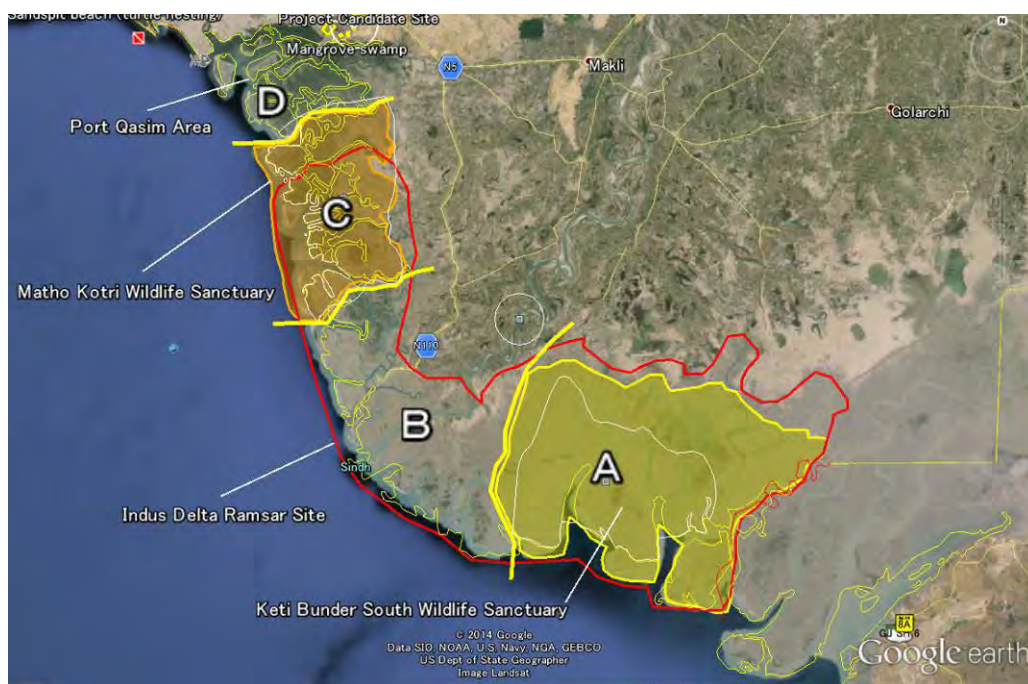 Sandspit beach (turtle nesting)
Project Candidate Site
Mangrove swamp
N5
Makli
Golarchi
D
Port Qasim Area
C
Matho Kotri Wildlife Sanctuary
N110
B
A
Sindh
Indus Delta Ramsar Site
Keti Bunder South Wildlife Sanctuary
© 2014 Google
Data SIO, NOAA, U.S. Navy, NGA, GEBCO
US Dept of State Geographer
Image Landsat
Google earth
N